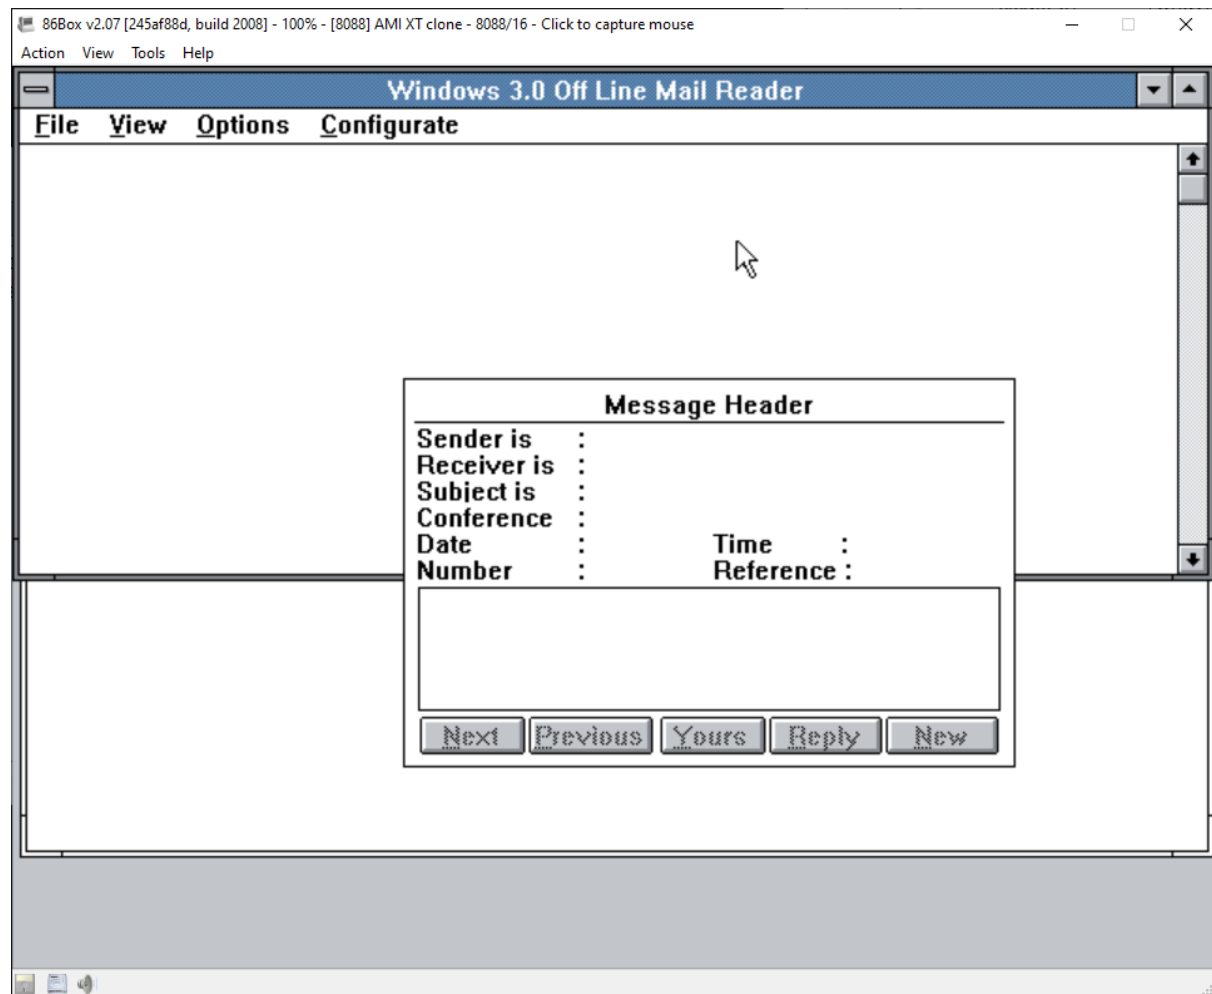 86Box v2.07 [245af88d, build 2008] - 100% - [8088] AMI XT clone - 8088/16 - Click to capture mouse
Action View Tools Help
Windows 3.0 Off Line Mail Reader
File View Options Configurate
Message Header
Sender is :
Receiver is :
Subject is :
Conference :
Date : Time :
Number : Reference :
Next Previous Yours Reply New